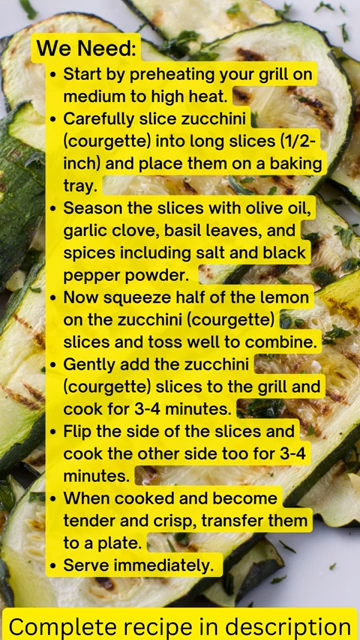 We Need:
• Start by preheating your grill on
medium to high heat.
• Carefully slice zucchini
(courgette) into long slices (1/2-
inch) and place them on a baking
tray.
• Season the slices with olive oil,
garlic clove, basil leaves, and
spices including salt and black
pepper powder.
• Now squeeze half of the lemon
on the zucchini (courgette)
slices and toss well to combine.
• Gently add the zucchini
(courgette) slices to the grill and
cook for 3-4 minutes.
• Flip the side of the slices and
cook the other side too for 3-4
minutes.
• When cooked and become
tender and crisp, transfer them
to a plate.
• Serve immediately.
Complete recipe in description